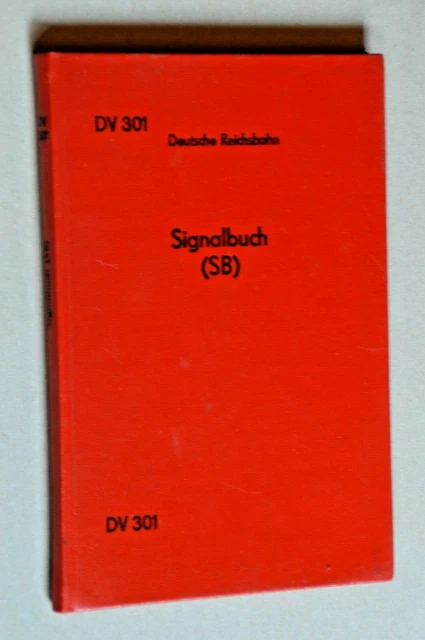 DV 301
Deutsche Reichsbahn
Signalbuch
(SB)
DV 301